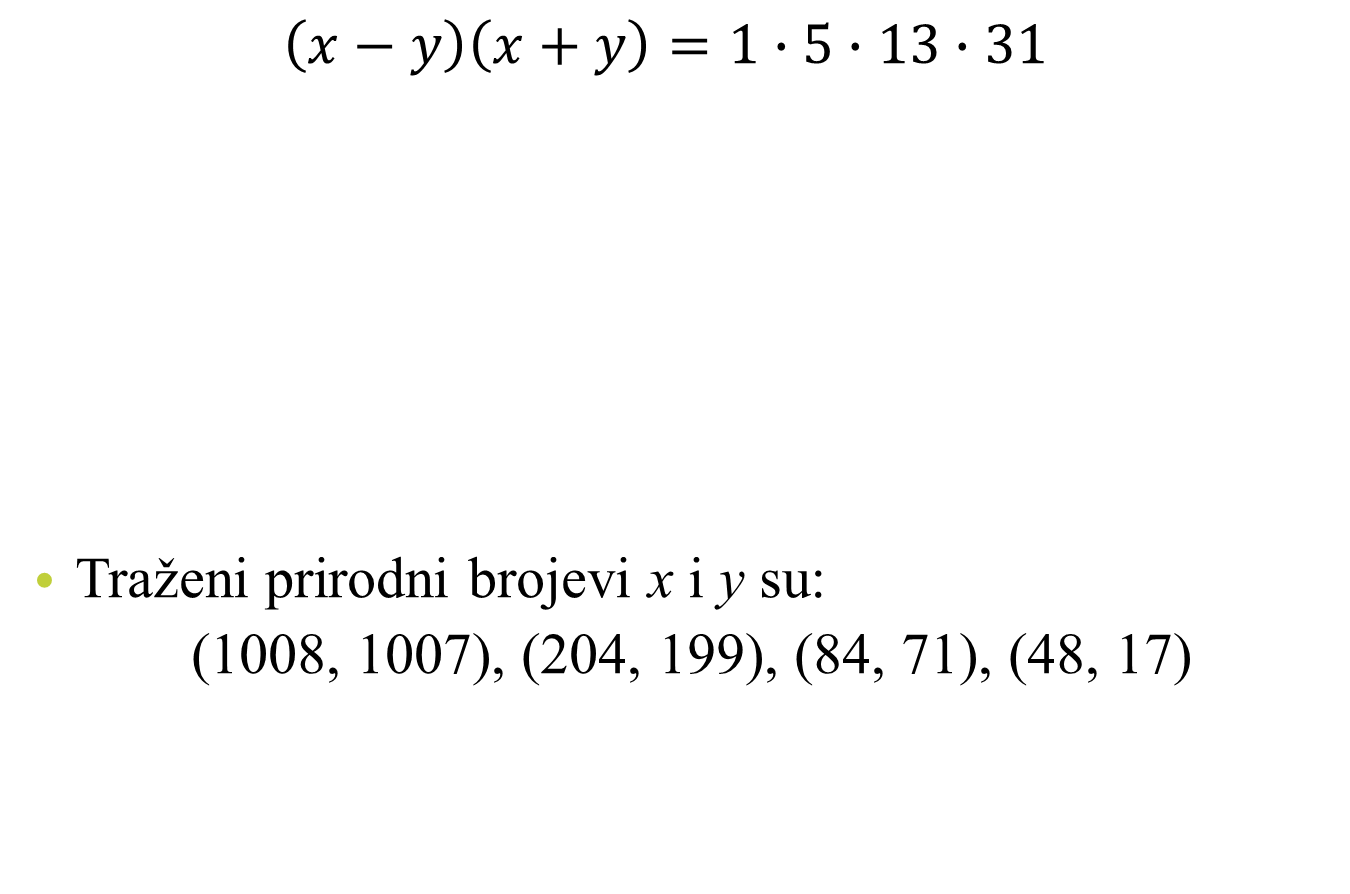 (x − y)(x + y) = 1 · 5 · 13 · 31
• Traženi prirodni brojevi x i y su:
(1008, 1007), (204, 199), (84, 71), (48, 17)